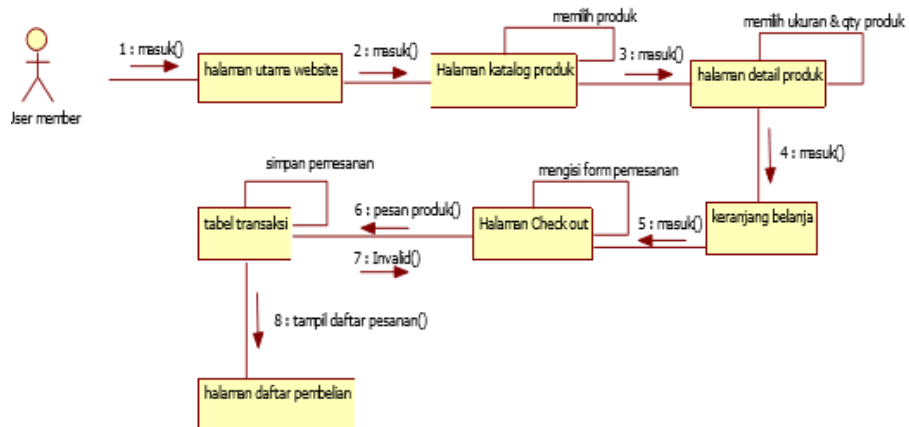 memilih produk
memilih ukuran & qty produk
1 : masuk()
2 : masuk()
3 : masuk()
halaman utama website
Halaman katalog produk
halaman detail produk
Jser member
4 : masuk()
simpan pemesanan
mengisi form pemesanan
6 : pesan produk()
tabel transaksi
Halaman Check out
5 : masuk()
keranjang belanja
7 : Invalid()
8 : tampil daftar pesanan()
halaman daftar pembelian